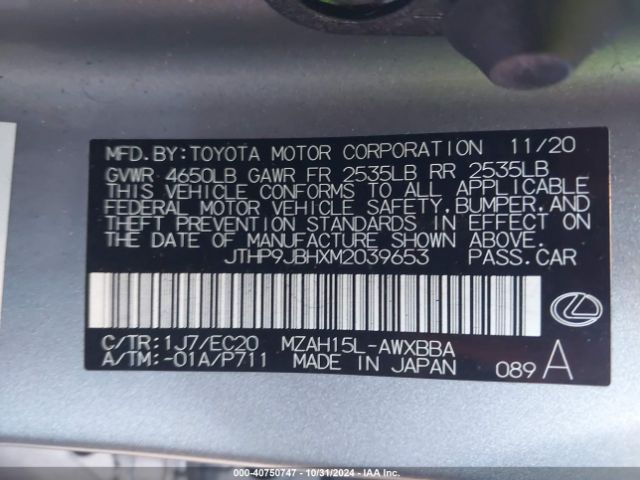 MFD.BY:TOYOTA MOTOR CORPORATION 11/20
GVWR 4650LB GAWR FR 2535LB RR 2535LB
THIS VEHICLE CONFORMS TO ALL APPLICABLE
FEDERAL MOTOR VEHICLE SAFETY,BUMPER,AND
THEFT PREVENTION STANDARDS IN EFFECT ON
THE DATE OF MANUFACTURE SHOWN ABOVE.
JTHP9JBHXM2039653 PASS.CAR
C/TR:1J7/EC20 MZAH15L-AWXBBA
A/TM:-01A/P711 MADE IN JAPAN 089 A
000-40750747 - 10/31/2024 - IAA Inc.